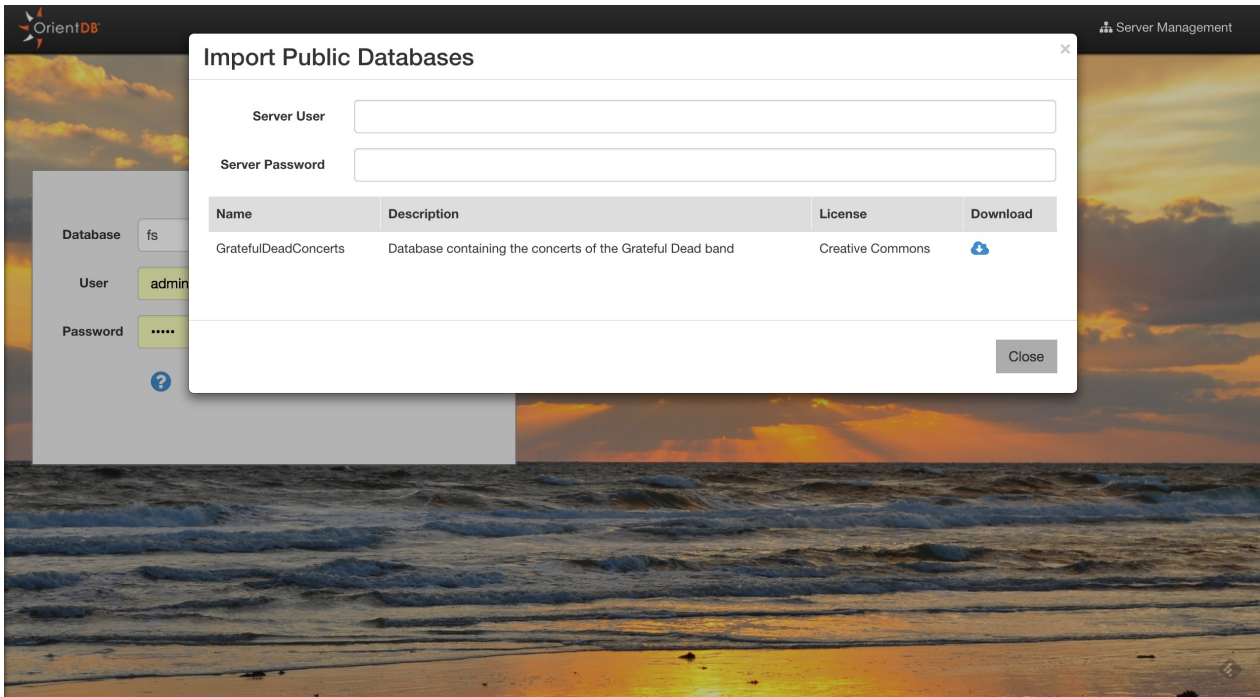 OrientDB
Server Management
Import Public Databases
×
Server User
Server Password
Name Description License Download
GratefulDeadConcerts Database containing the concerts of the Grateful Dead band Creative Commons
Close
Database fs
User admin
Password •••••
?